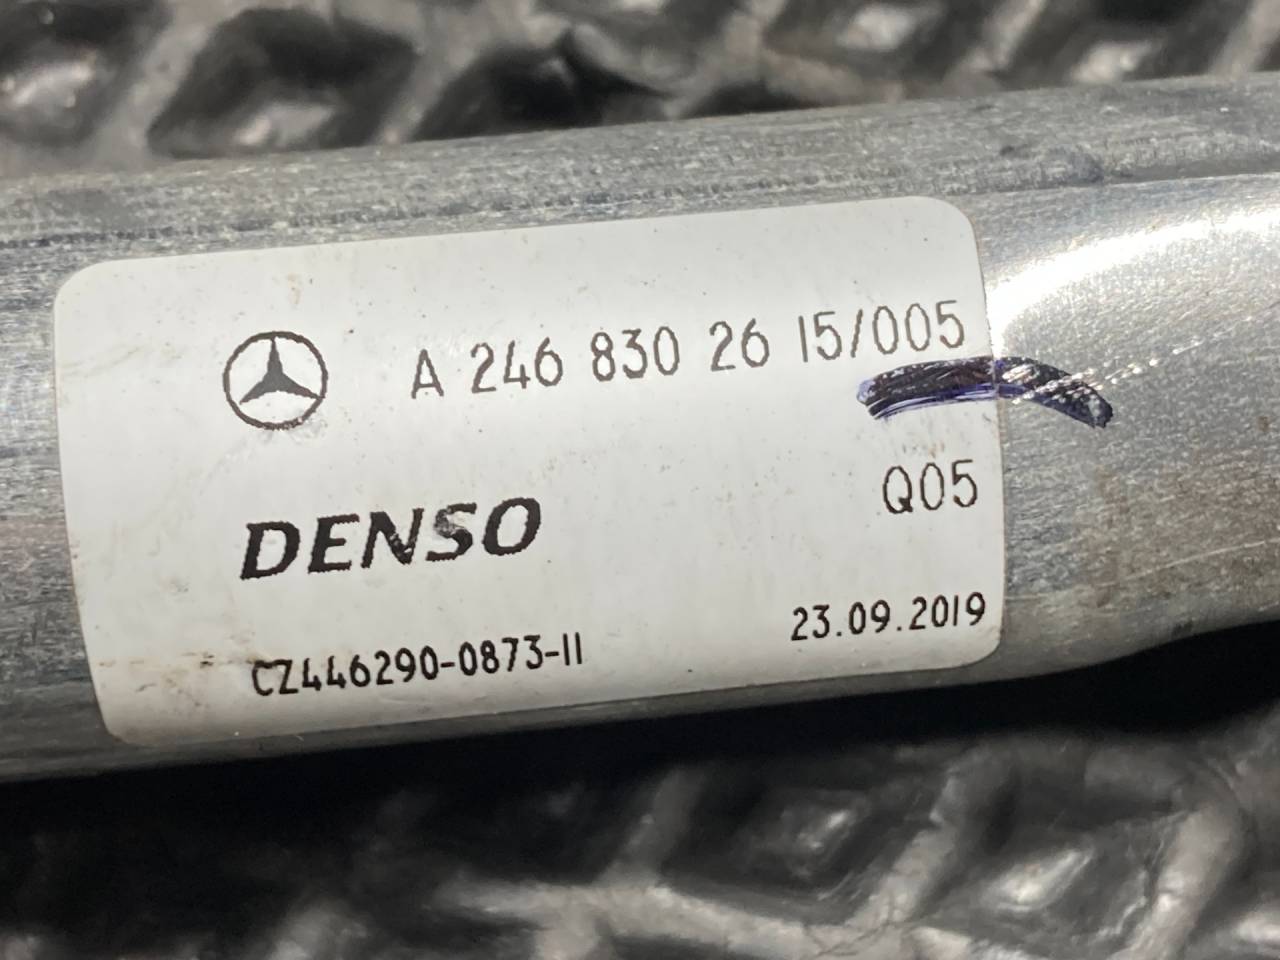 A 246 830 26 15/005
Q05
DENSO
CZ446290-0873-11
23.09.2019